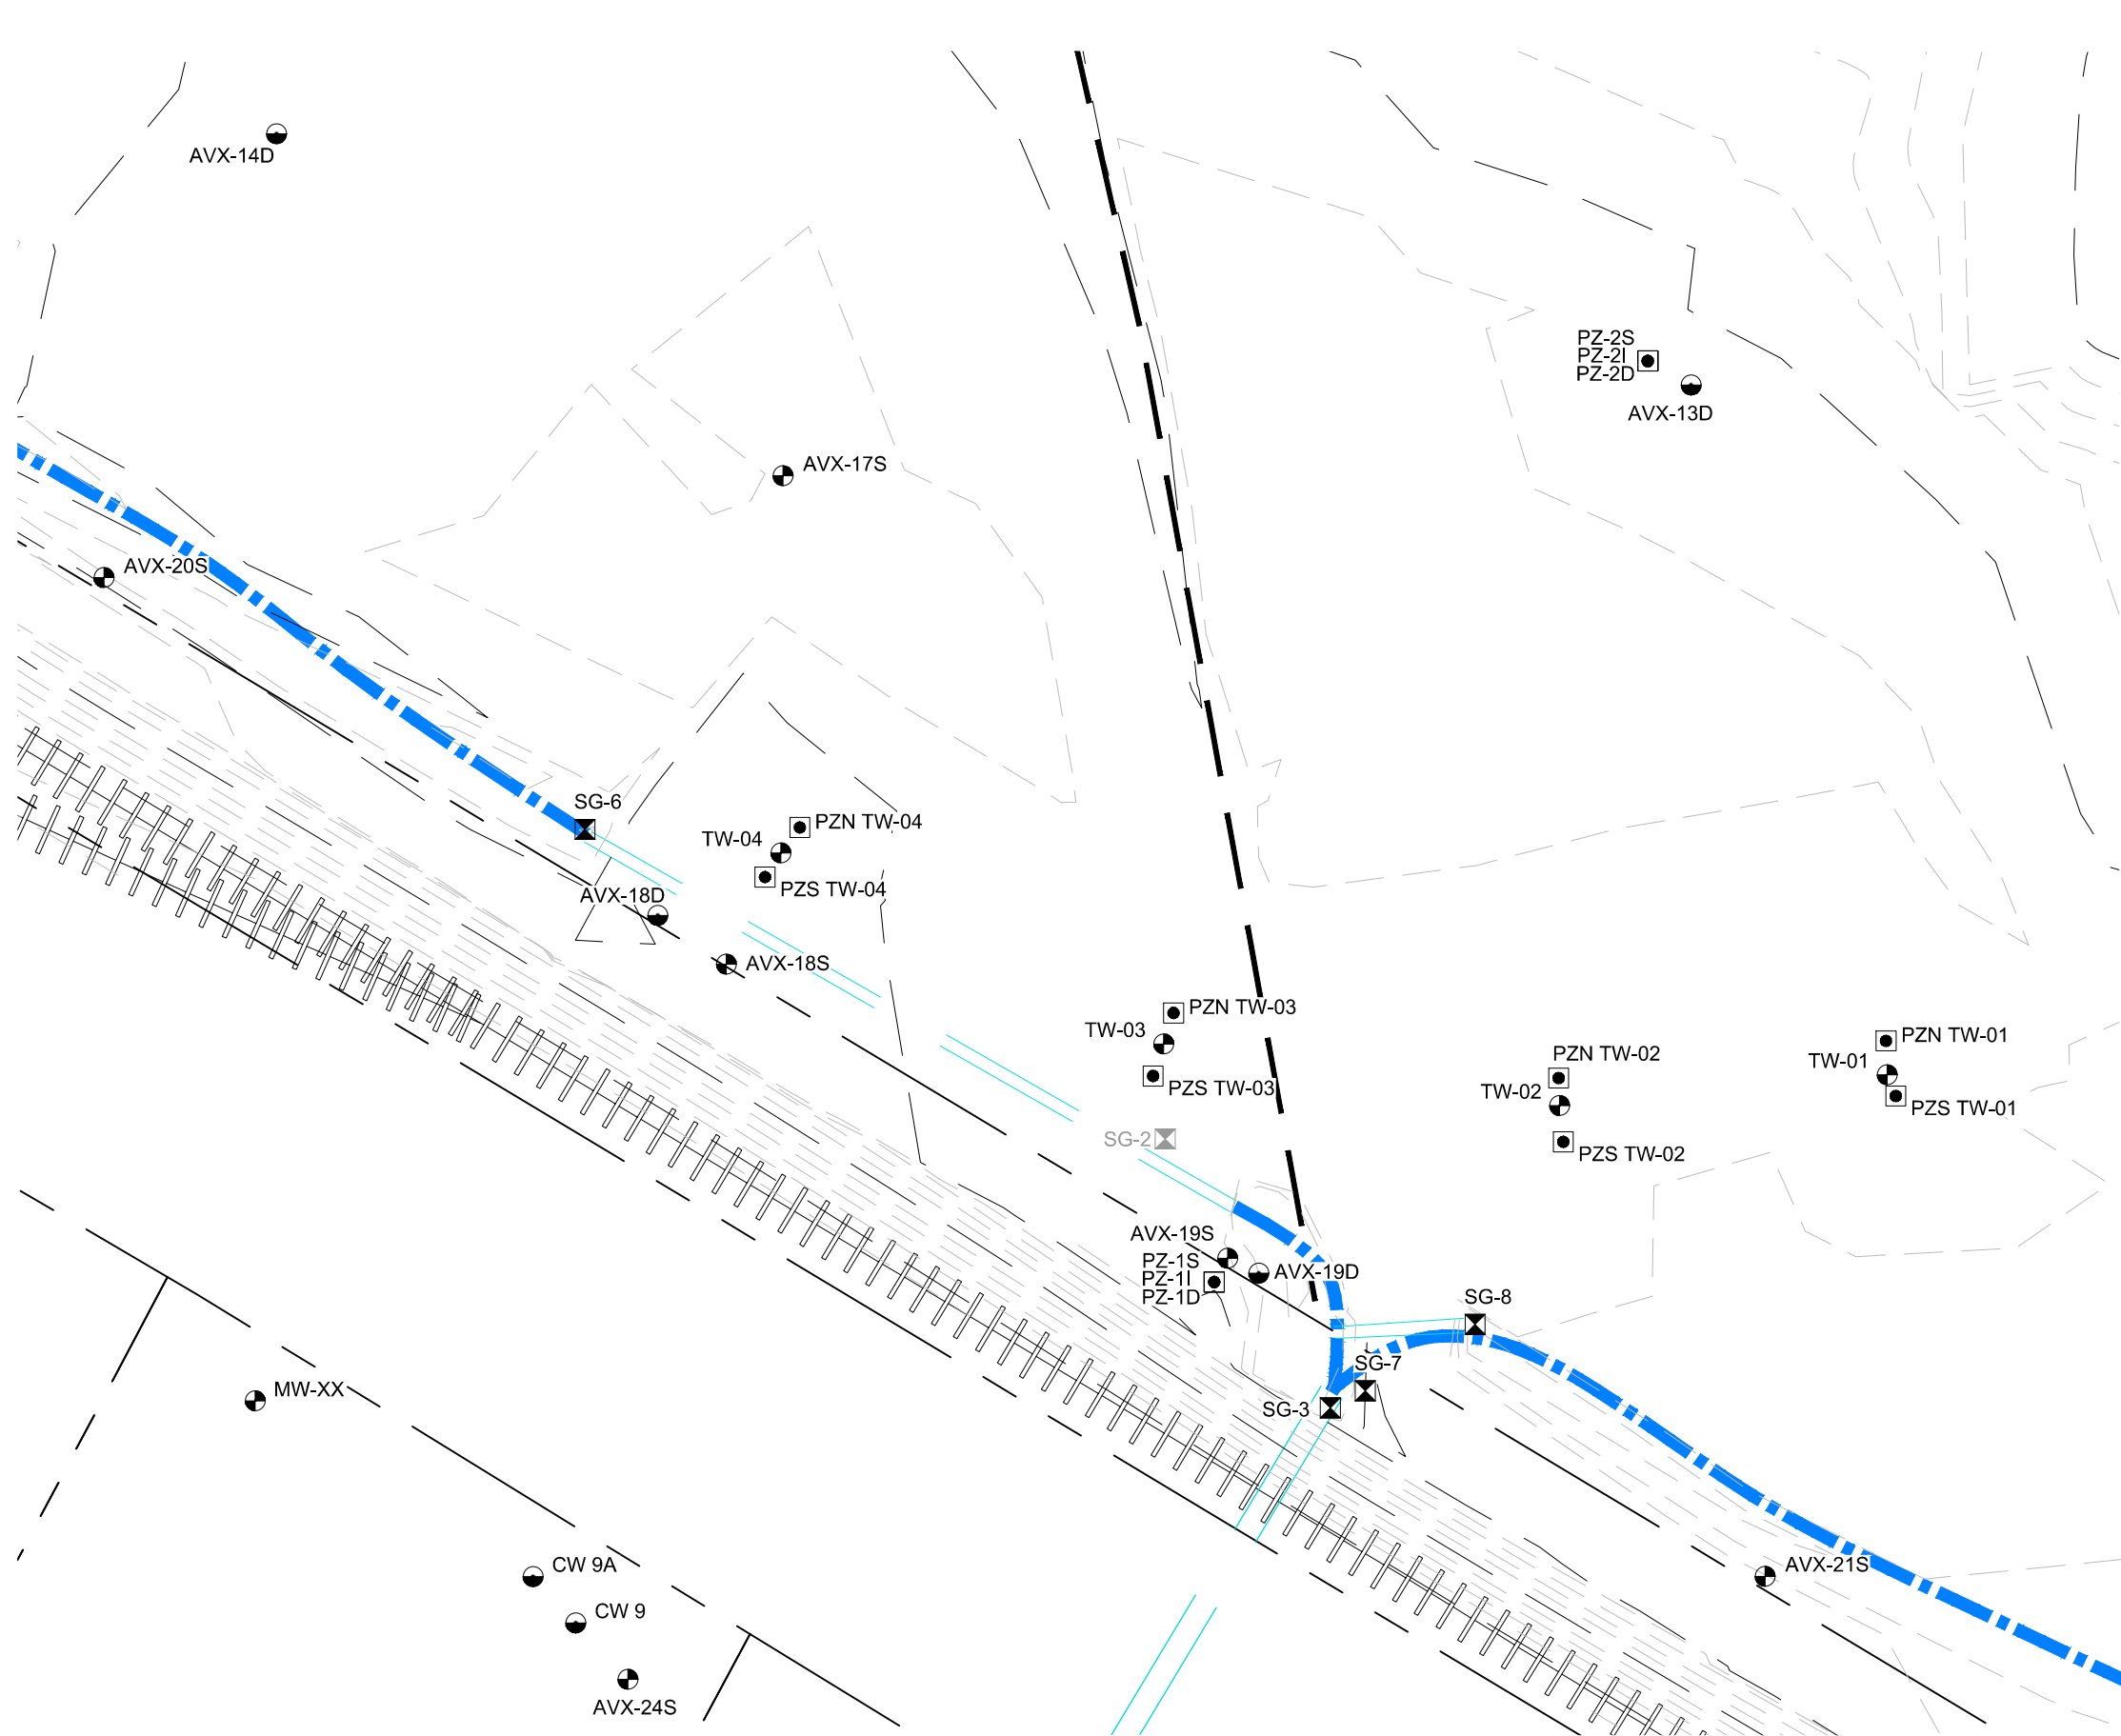 AVX-14D
PZ-2S
PZ-2I
PZ-2D
AVX-13D
AVX-17S
AVX-20S
SG-6
PZN TW-04
TW-04
PZS TW-04
AVX-18D
AVX-18S
PZN TW-03
TW-03
PZS TW-03
PZN TW-02
TW-02
PZS TW-02
PZN TW-01
TW-01
PZS TW-01
SG-2
AVX-19S
PZ-1S
PZ-1I
PZ-1D
AVX-19D
SG-8
SG-7
SG-3
MW-XX
CW 9A
CW 9
AVX-24S
AVX-21S